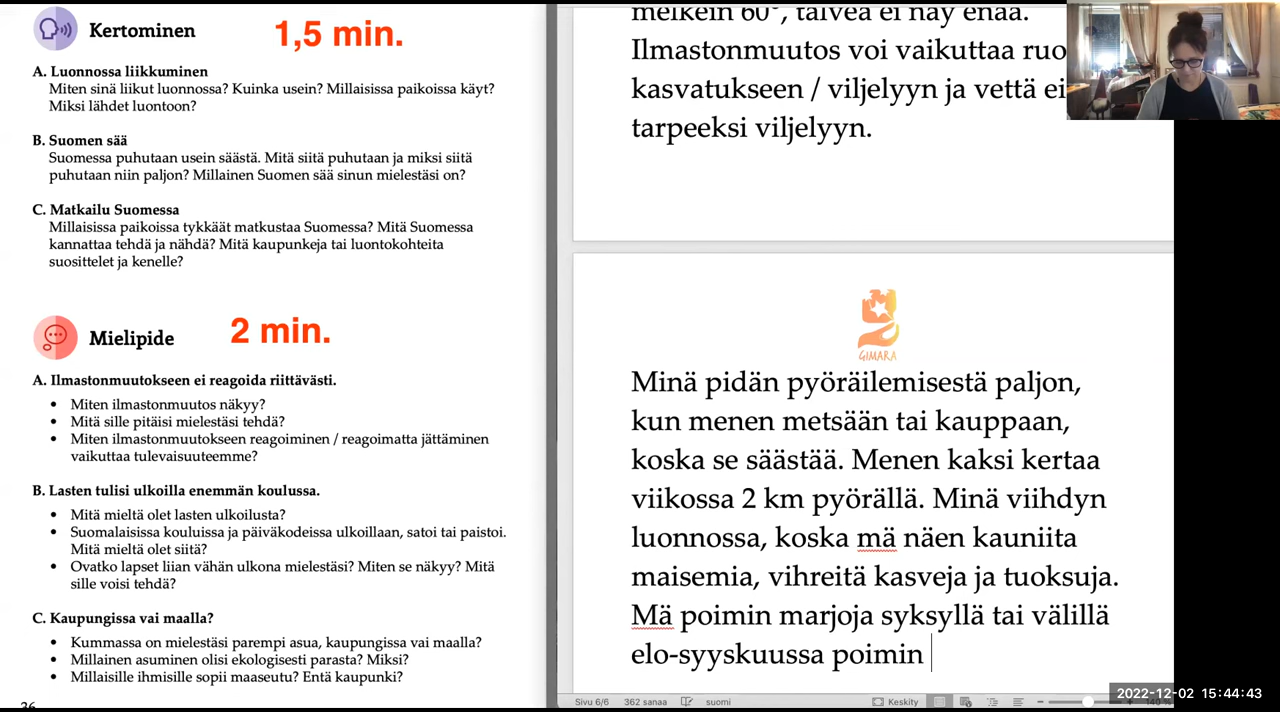 Kertominen
1,5 min.
A. Luonnossa liikkuminen
Miten sinä liikut luonnossa? Kuinka usein? Millaisissa paikoissa käyt?
Miksi lähdet luontoon?
B. Suomen sää
Suomessa puhutaan usein säästä. Mitä siitä puhutaan ja miksi siitä
puhutaan niin paljon? Millainen Suomen sää sinun mielestäsi on?
C. Matkailu Suomessa
Millaisissa paikoissa tykkäät matkustaa Suomessa? Mitä Suomessa
kannattaa tehdä ja nähdä? Mitä kaupunkeja tai luontokohteita
suosittelet ja kenelle?
Mielipide
2 min.
A. Ilmastonmuutokseen ei reagoida riittävästi.
• Miten ilmastonmuutos näkyy?
• Mitä sille pitäisi mielestäsi tehdä?
• Miten ilmastonmuutokseen reagoiminen / reagoimatta jättäminen
vaikuttaa tulevaisuuteemme?
B. Lasten tulisi ulkoilla enemmän koulussa.
• Mitä mieltä olet lasten ulkoilusta?
• Suomalaisissa kouluissa ja päiväkodeissa ulkoillaan, satoi tai paistoi.
Mitä mieltä olet siitä?
• Ovatko lapset liian vähän ulkona mielestäsi? Miten se näkyy? Mitä
sille voisi tehdä?
C. Kaupungissa vai maalla?
• Kummassa on mielestäsi parempi asua, kaupungissa vai maalla?
• Millainen asuminen olisi ekologisesti parasta? Miksi?
• Millaisille ihmisille sopii maaseutu? Entä kaupunki?
melkein 60°, talvea ei näy enää.
Ilmastonmuutos voi vaikuttaa ruo
kasvatukseen / viljelyyn ja vettä ei
tarpeeksi viljelyyn.
GIMARA
Minä pidän pyöräilemisestä paljon,
kun menen metsään tai kauppaan,
koska se säästää. Menen kaksi kertaa
viikossa 2 km pyörällä. Minä viihdyn
luonnossa, koska mä näen kauniita
maisemia, vihreitä kasveja ja tuoksuja.
Mä poimin marjoja syksyllä tai välillä
elo-syyskuussa poimin
Sivu 6/6 362 sanaa suomi Keskity
2022-12-02 15:44:43